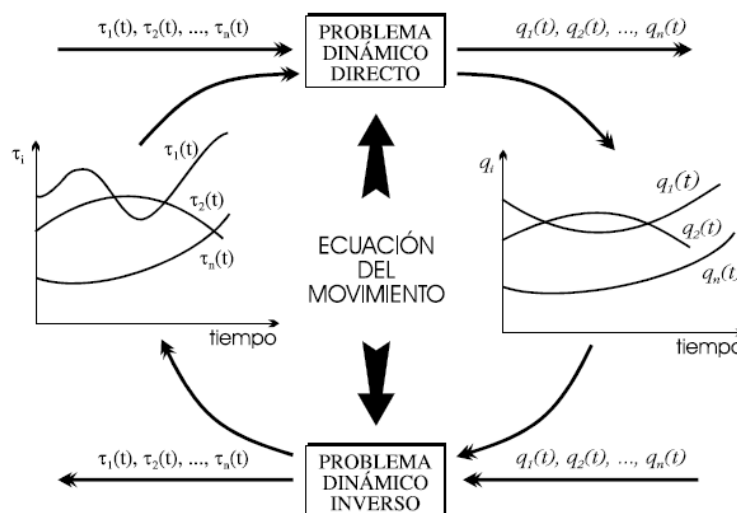 τ₁(t), τ₂(t), ..., τₙ(t)
PROBLEMA
DINÁMICO
DIRECTO
q₁(t), q₂(t), ..., qₙ(t)
τᵢ
τ₁(t)
τ₂(t)
τₙ(t)
tiempo
ECUACIÓN
DEL
MOVIMIENTO
qᵢ
q₁(t)
q₂(t)
qₙ(t)
tiempo
τ₁(t), τ₂(t), ..., τₙ(t)
PROBLEMA
DINÁMICO
INVERSO
q₁(t), q₂(t), ..., qₙ(t)